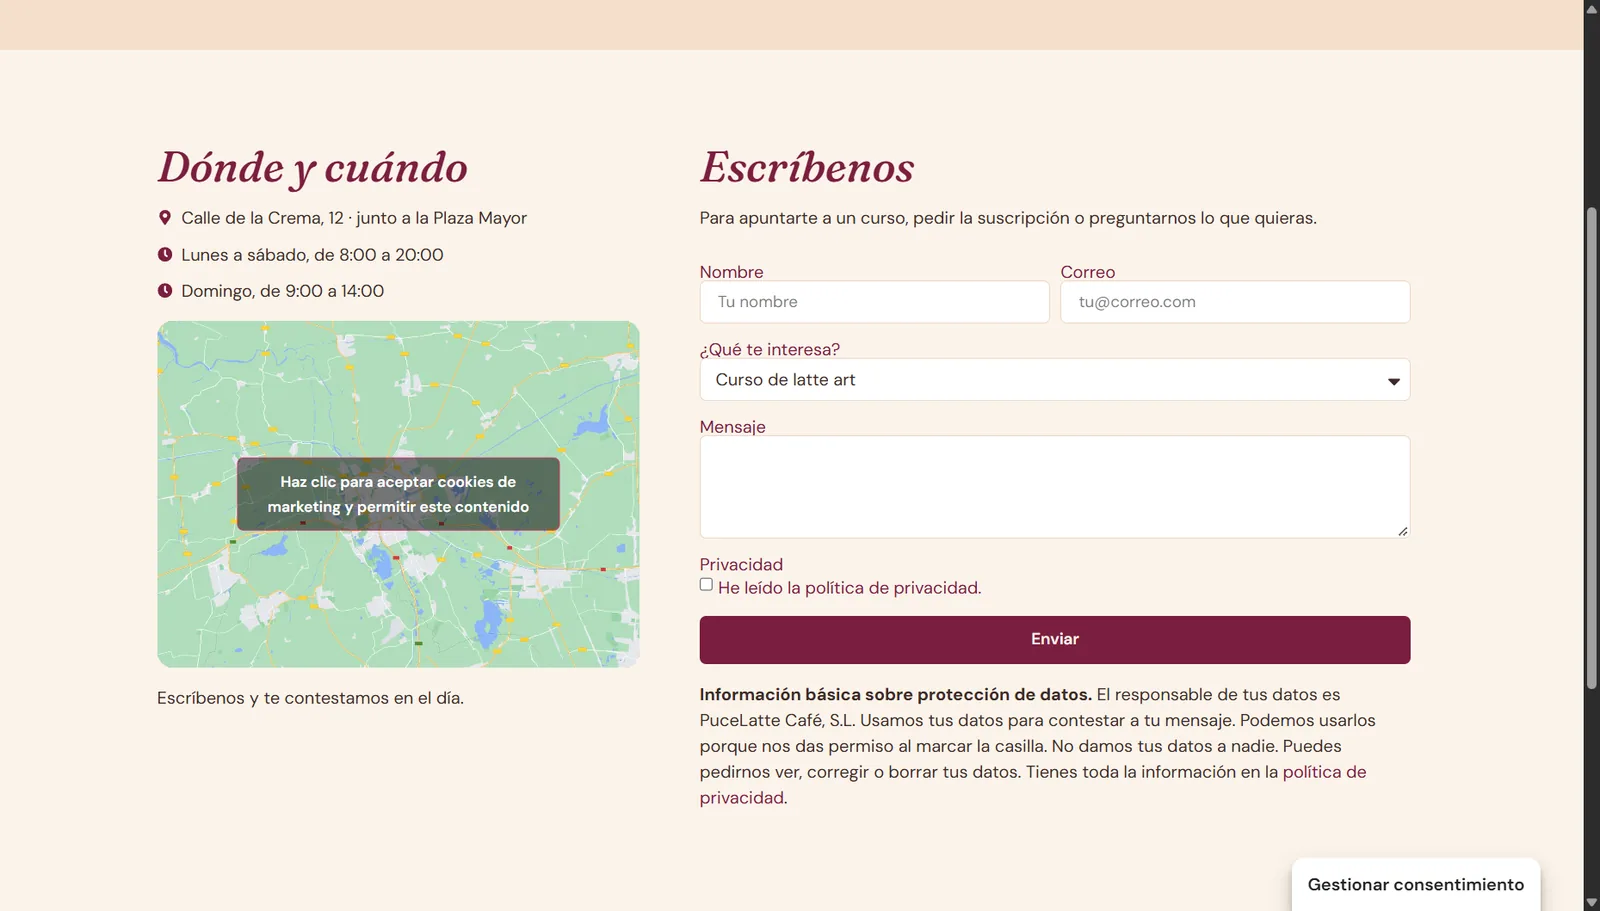 Dónde y cuándo
Calle de la Crema, 12 · junto a la Plaza Mayor
Lunes a sábado, de 8:00 a 20:00
Domingo, de 9:00 a 14:00
Haz clic para aceptar cookies de
marketing y permitir este contenido
Escríbenos y te contestamos en el día.
Escríbenos
Para apuntarte a un curso, pedir la suscripción o preguntarnos lo que quieras.
Nombre
Tu nombre
Correo
tu@correo.com
¿Qué te interesa?
Curso de latte art
Mensaje
Privacidad
He leído la política de privacidad.
Enviar
Información básica sobre protección de datos. El responsable de tus datos es
PuceLatte Café, S.L. Usamos tus datos para contestar a tu mensaje. Podemos usarlos
porque nos das permiso al marcar la casilla. No damos tus datos a nadie. Puedes
pedirnos ver, corregir o borrar tus datos. Tienes toda la información en la política de
privacidad.
Gestionar consentimiento